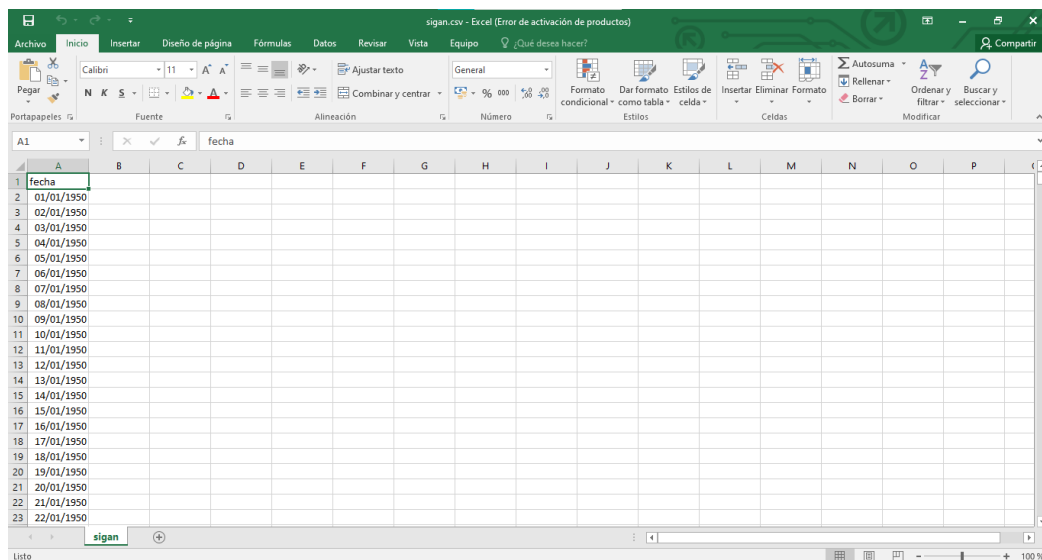 sigan.csv - Excel (Error de activación de productos)
Archivo Inicio Insertar Diseño de página Fórmulas Datos Revisar Vista Equipo ¿Qué desea hacer? Compartir
Pegar
Calibri 11 A A
N K S A
Ajustar texto
Combinar y centrar
General
% 000
Formato condicional
Dar formato como tabla
Estilos de celda
Insertar Eliminar Formato
Autosuma
Rellenar
Borrar
Ordenar y filtrar
Buscar y seleccionar
Portapapeles Fuente Alineación Número Estilos Celdas Modificar
A1 fx fecha
A B C D E F G H I J K L M N O P
1 fecha
2 01/01/1950
3 02/01/1950
4 03/01/1950
5 04/01/1950
6 05/01/1950
7 06/01/1950
8 07/01/1950
9 08/01/1950
10 09/01/1950
11 10/01/1950
12 11/01/1950
13 12/01/1950
14 13/01/1950
15 14/01/1950
16 15/01/1950
17 16/01/1950
18 17/01/1950
19 18/01/1950
20 19/01/1950
21 20/01/1950
22 21/01/1950
23 22/01/1950
sigan
Listo 100 %